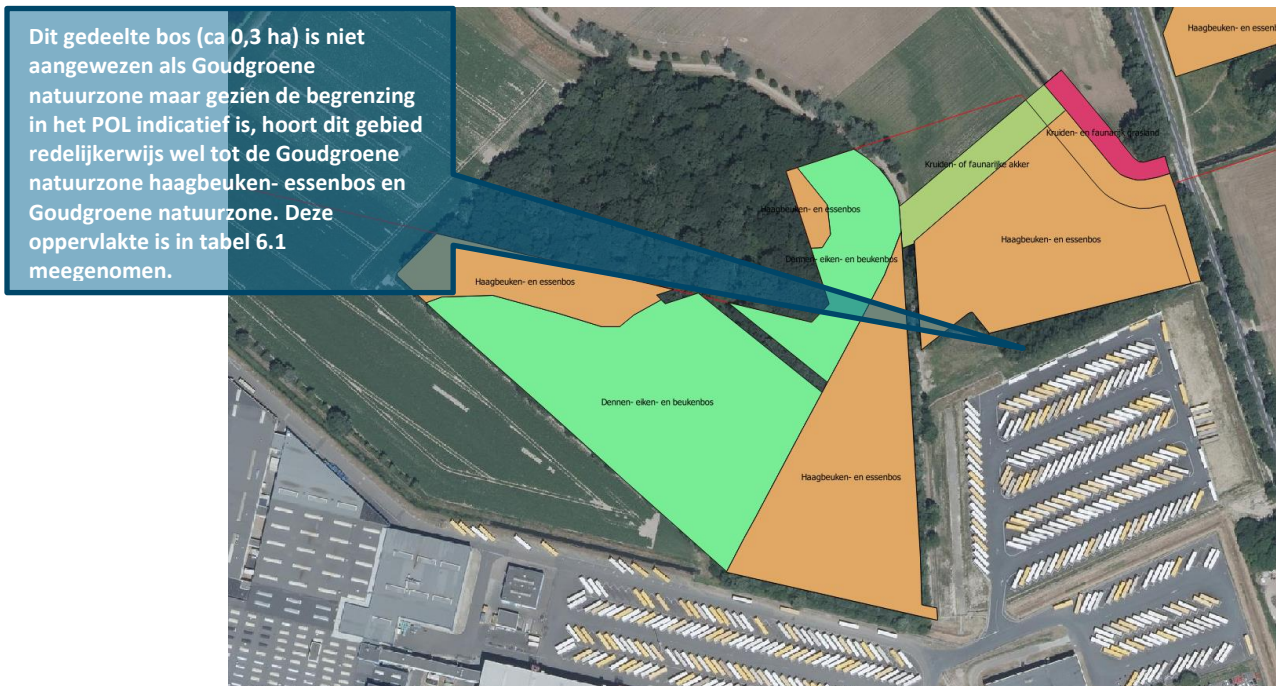 Dit gedeelte bos (ca 0,3 ha) is niet
aangewezen als Goudgroene
natuurzone maar gezien de begrenzing
in het POL indicatief is, hoort dit gebied
redelijkerwijs wel tot de Goudgroene
natuurzone haagbeuken- essenbos en
Goudgroene natuurzone. Deze
oppervlakte is in tabel 6.1
meegenomen.
Haagbeuken- en essenb
Kruiden- en faunarijk grasland
Kruiden- of faunarijke akker
Haagbeuken- en essenbos
Haagbeuken- en essenbos
Dennen- eiken- en beukenbos
Haagbeuken- en essenbos
Dennen- eiken- en beukenbos
Haagbeuken- en essenbos